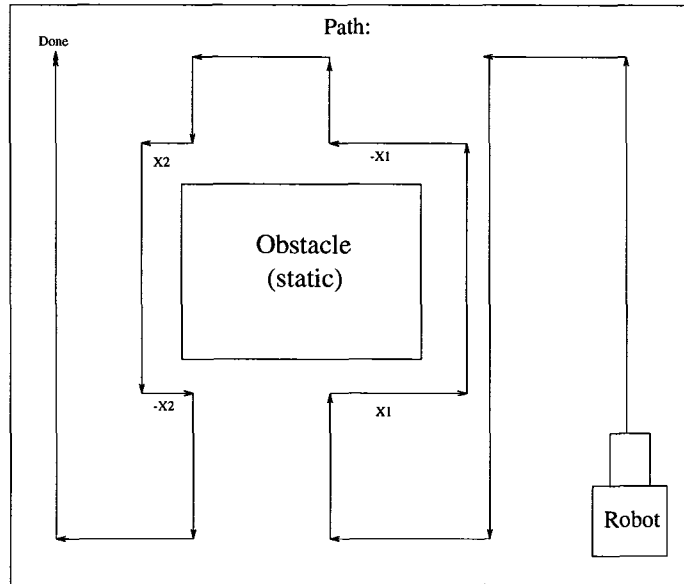 Path:
Done
X2
-X1
Obstacle
(static)
-X2
X1
Robot